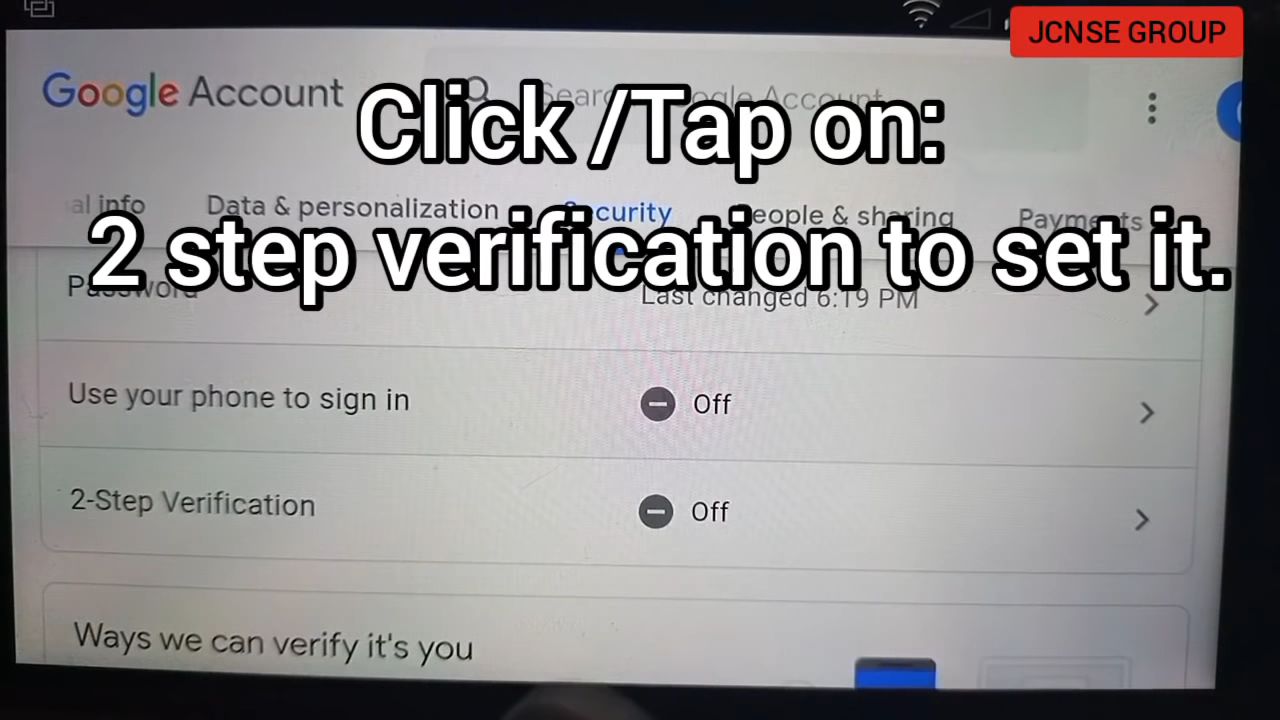 JCNSE GROUP
Google Account
Click /Tap on:
al info Data & personalization Security People & sharing Payments
2 step verification to set it.
Password Last changed 6:19 PM
Use your phone to sign in Off
2-Step Verification Off
Ways we can verify it's you